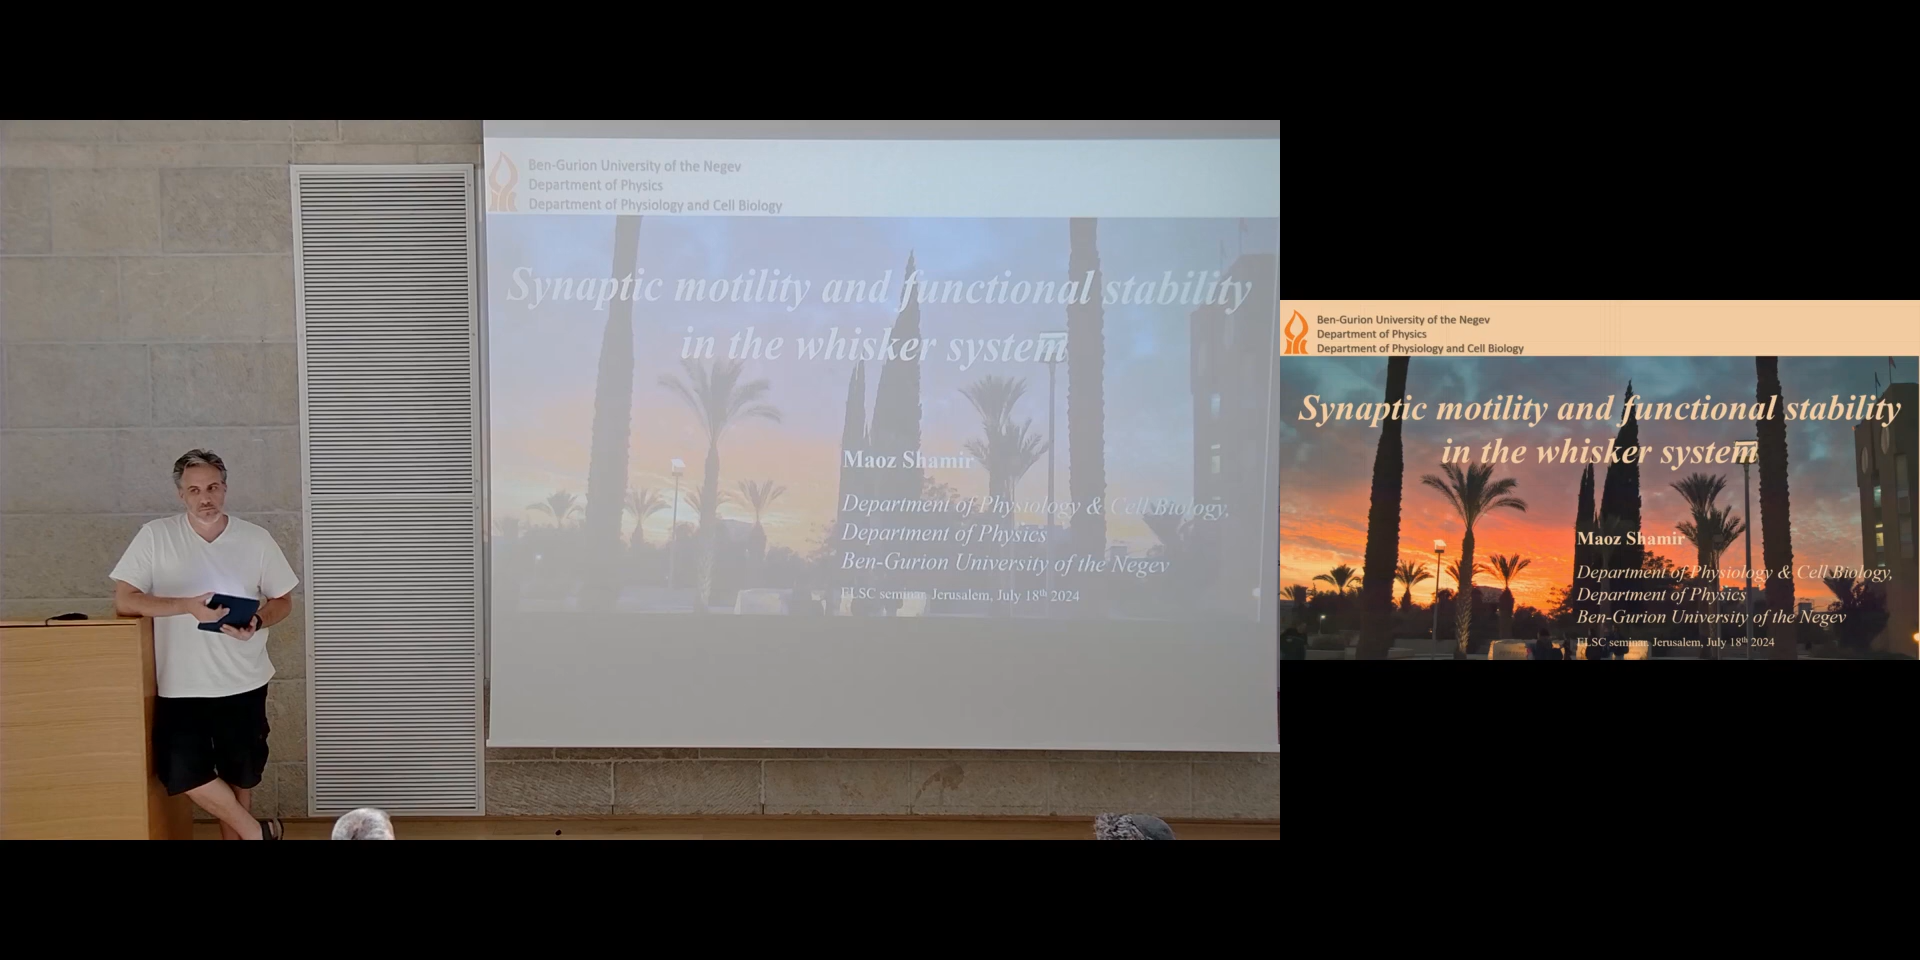 Ben-Gurion University of the Negev
Department of Physics
Department of Physiology and Cell Biology
Synaptic motility and functional stability
in the whisker system
Maoz Shamir
Department of Physiology & Cell Biology,
Department of Physics
Ben-Gurion University of the Negev
ELSC seminar, Jerusalem, July 18th 2024
Ben-Gurion University of the Negev
Department of Physics
Department of Physiology and Cell Biology
Synaptic motility and functional stability
in the whisker system
Maoz Shamir
Department of Physiology & Cell Biology,
Department of Physics
Ben-Gurion University of the Negev
ELSC seminar, Jerusalem, July 18th 2024